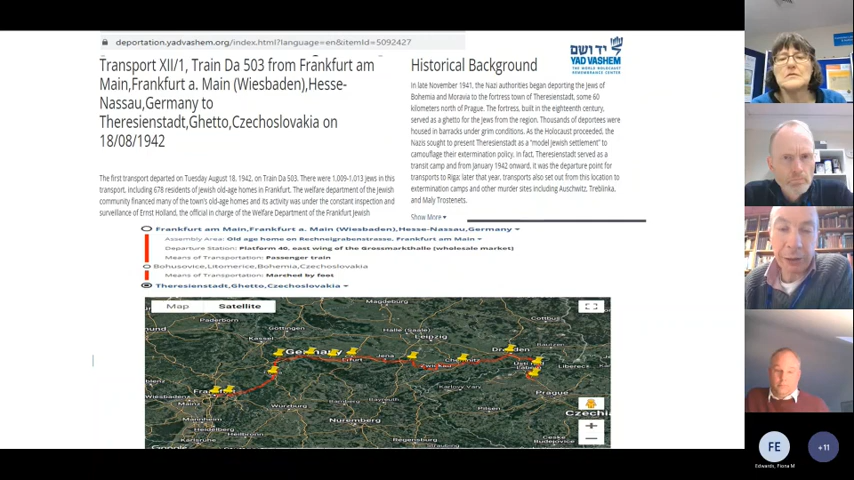 deportation.yadvashem.org/index.html?language=en&itemId=5092427
Transport XII/1, Train Da 503 from Frankfurt am
Main,Frankfurt a. Main (Wiesbaden),Hesse-
Nassau,Germany to
Theresienstadt,Ghetto,Czechoslovakia on
18/08/1942
The first transport departed on Tuesday August 18, 1942, on Train Da 503. There were 1,009-1,013 Jews in this
transport, including 678 residents of Jewish old-age homes in Frankfurt. The welfare department of the Jewish
community financed many of the town's old-age homes and its activity was under the constant inspection and
surveillance of Ernst Holland, the official in charge of the Welfare Department of the Frankfurt Jewish
Historical Background
יד ושם
YAD VASHEM
THE WORLD HOLOCAUST
REMEMBRANCE CENTER
In late November 1941, the Nazi authorities began deporting the Jews of
Bohemia and Moravia to the fortress town of Theresienstadt, some 60
kilometers north of Prague. The fortress, built in the eighteenth century,
served as a ghetto for the Jews from the region. Thousands of deportees were
housed in barracks under grim conditions. As the Holocaust proceeded, the
Nazis sought to present Theresienstadt as a "model Jewish settlement" to
camouflage their extermination policy. In fact, Theresienstadt served as a
transit camp and from January 1942 onward. It was the departure point for
transports to Riga; later that year, transports also set out from this location to
extermination camps and other murder sites including Auschwitz, Treblinka,
and Maly Trostenets.
Show More
Frankfurt am Main,Frankfurt a. Main (Wiesbaden),Hesse-Nassau,Germany
Assembly Area: Old age home on Rechneigrabenstrasse, Frankfurt am Main
Departure Station: Platform 40, east wing of the Grossmarkthalle (wholesale market)
Means of Transportation: Passenger train
Bohusovice,Litomerice,Bohemia,Czechoslovakia
Means of Transportation: Marched by feet
Theresienstadt,Ghetto,Czechoslovakia
Map Satellite
Magdeburg
Cottbus
Paderborn
Göttingen
Halle (Saale)
Leipzig
Kassel
Bautzen
Germany
Erfurt
Jena
Chemnitz
Dresden
Zwickau
Liberec
Karlovy Vary
Prague
Mainz
Würzburg
Bamberg
Bayreuth
Pilsen
Mannheim
Nuremberg
Czechia
Heidelberg
Heilbronn
Karlsruhe
Regensburg
Ceske
Budejovice
Google
FE
+11
Edwards, Fiona M